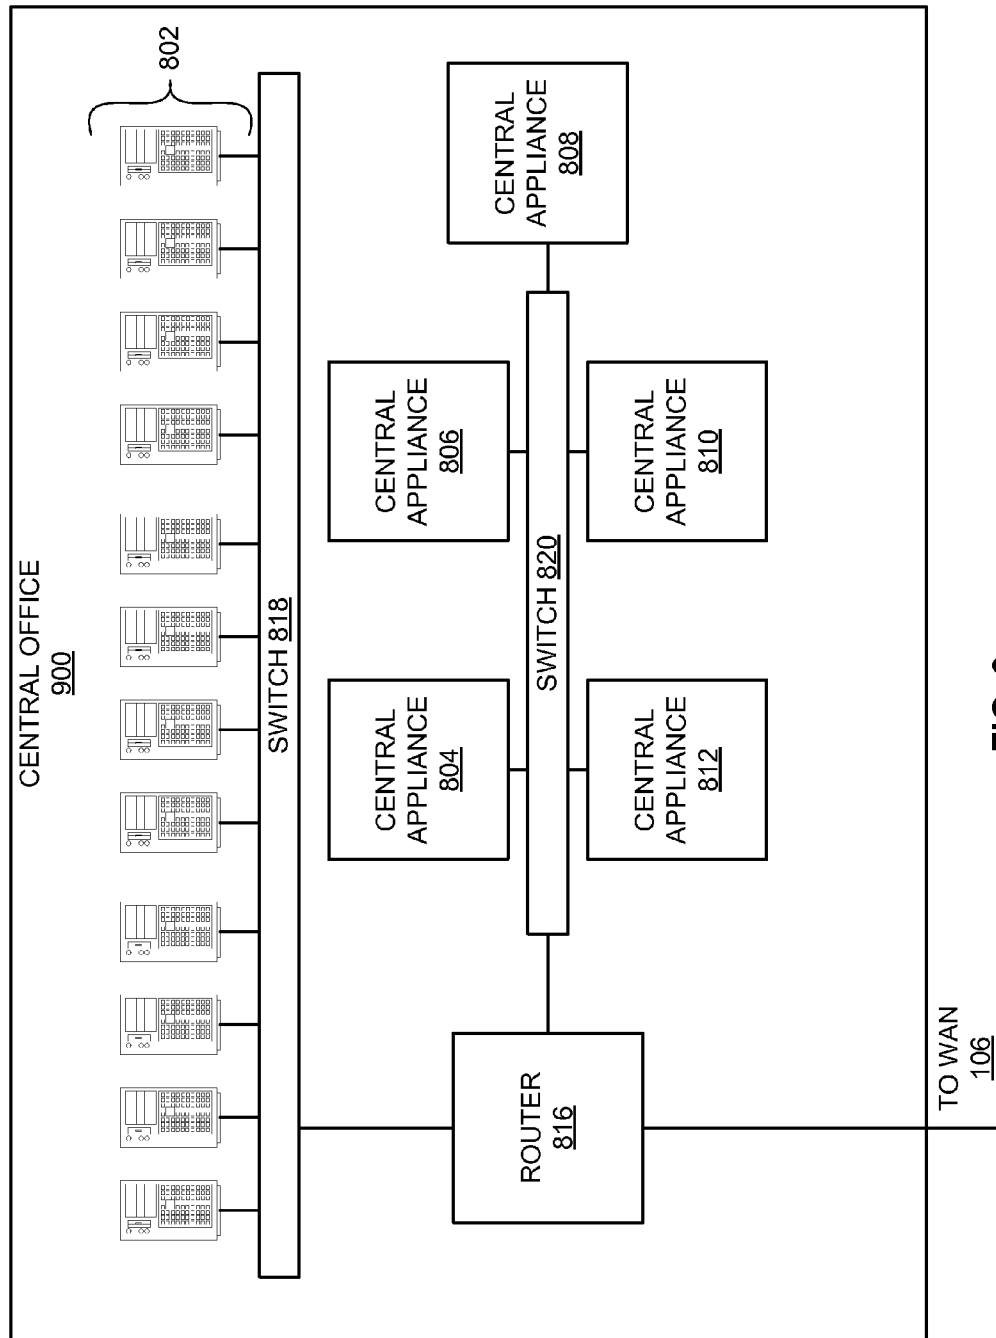 CENTRAL OFFICE
900
802
SWITCH 818
CENTRAL
APPLIANCE
804
CENTRAL
APPLIANCE
806
ROUTER
816
SWITCH 820
CENTRAL
APPLIANCE
808
CENTRAL
APPLIANCE
812
CENTRAL
APPLIANCE
810
TO WAN
106